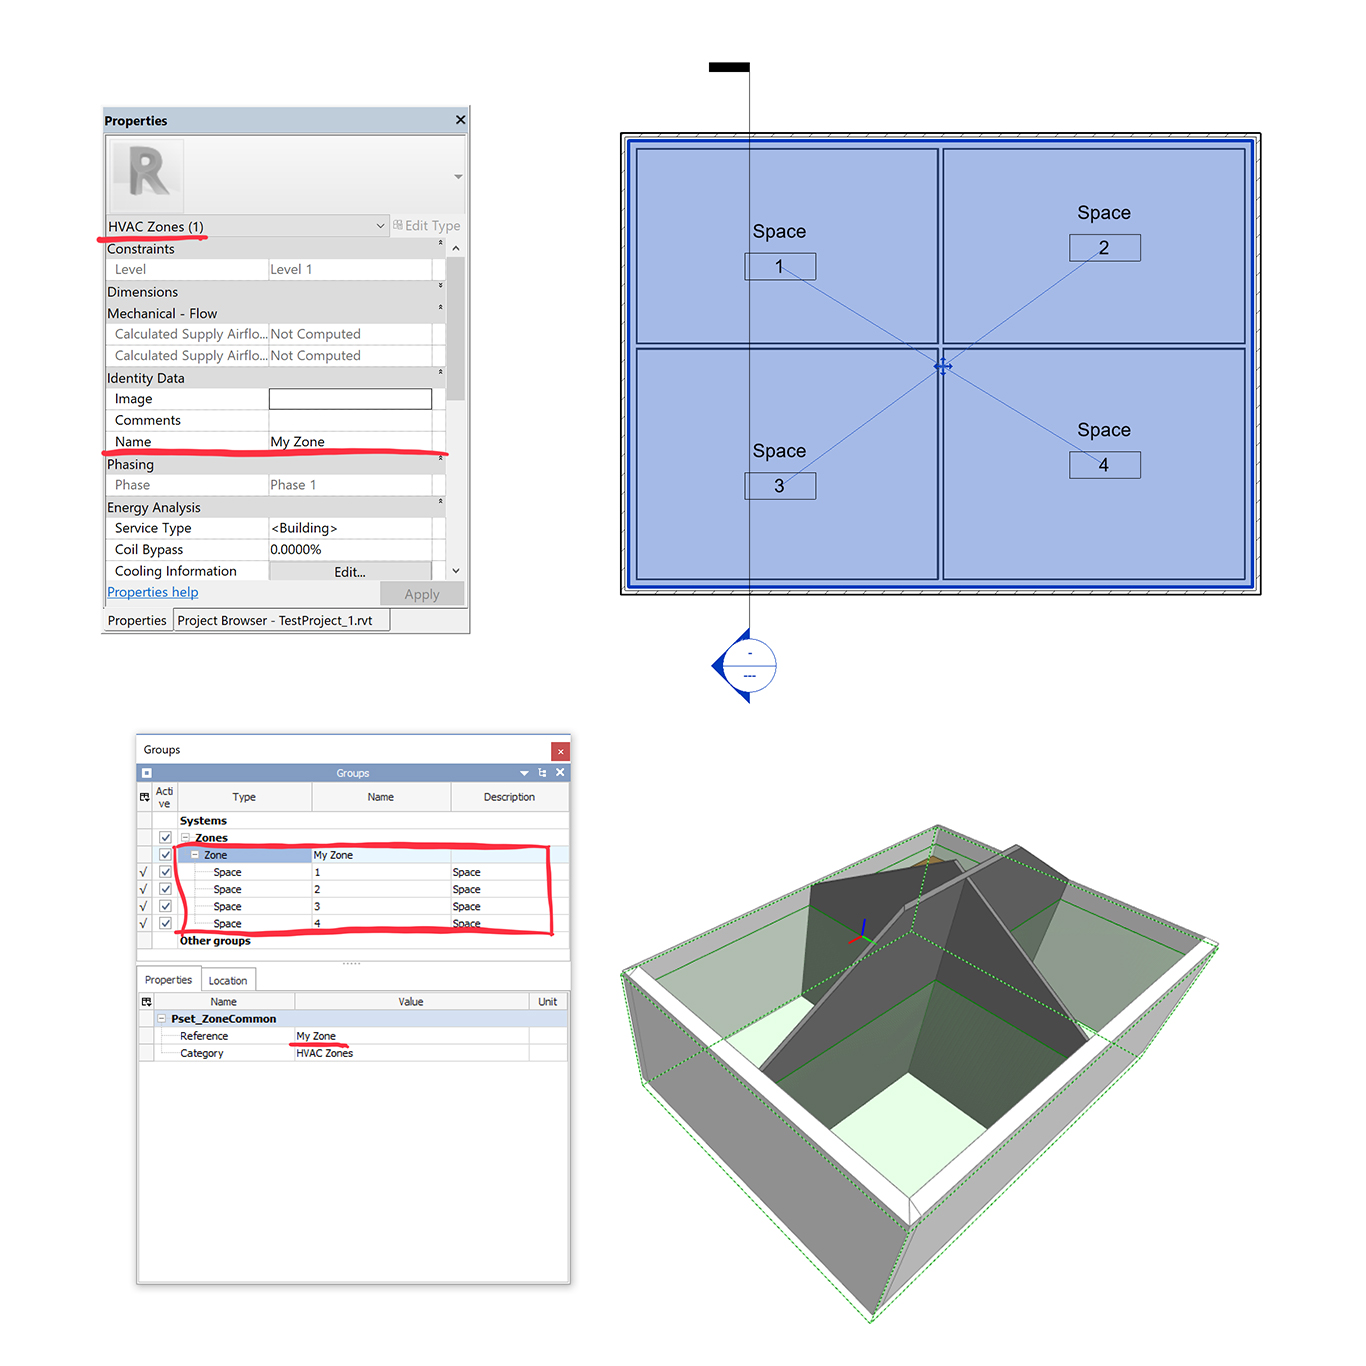 Properties
R
HVAC Zones (1)
Edit Type
Constraints
Level Level 1
Dimensions
Mechanical - Flow
Calculated Supply Airflo... Not Computed
Calculated Supply Airflo... Not Computed
Identity Data
Image
Comments
Name My Zone
Phasing
Phase Phase 1
Energy Analysis
Service Type <Building>
Coil Bypass 0.0000%
Cooling Information Edit...
Properties help
Apply
Properties Project Browser - TestProject_1.rvt
Space
1
Space
2
Space
3
Space
4
-
---
Groups
Groups
Active Type Name Description
Systems
Zones
Zone My Zone
Space 1 Space
Space 2 Space
Space 3 Space
Space 4 Space
Other groups
Properties Location
Name Value Unit
Pset_ZoneCommon
Reference My Zone
Category HVAC Zones